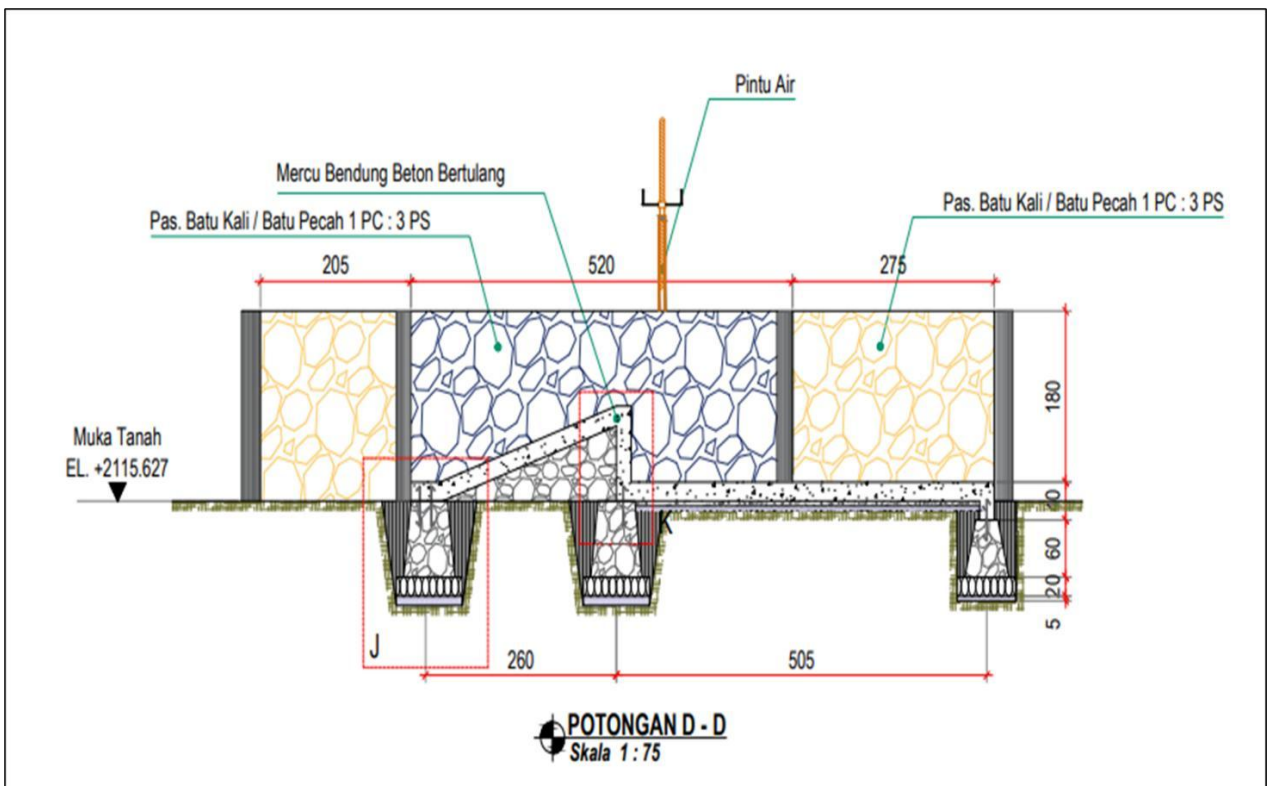 Pintu Air
Mercu Bendung Beton Bertulang
Pas. Batu Kali / Batu Pecah 1 PC : 3 PS
Pas. Batu Kali / Batu Pecah 1 PC : 3 PS
205
520
275
180
Muka Tanah
EL. +2115.627
K
60
20
5
J
260
505
POTONGAN D - D
Skala 1 : 75